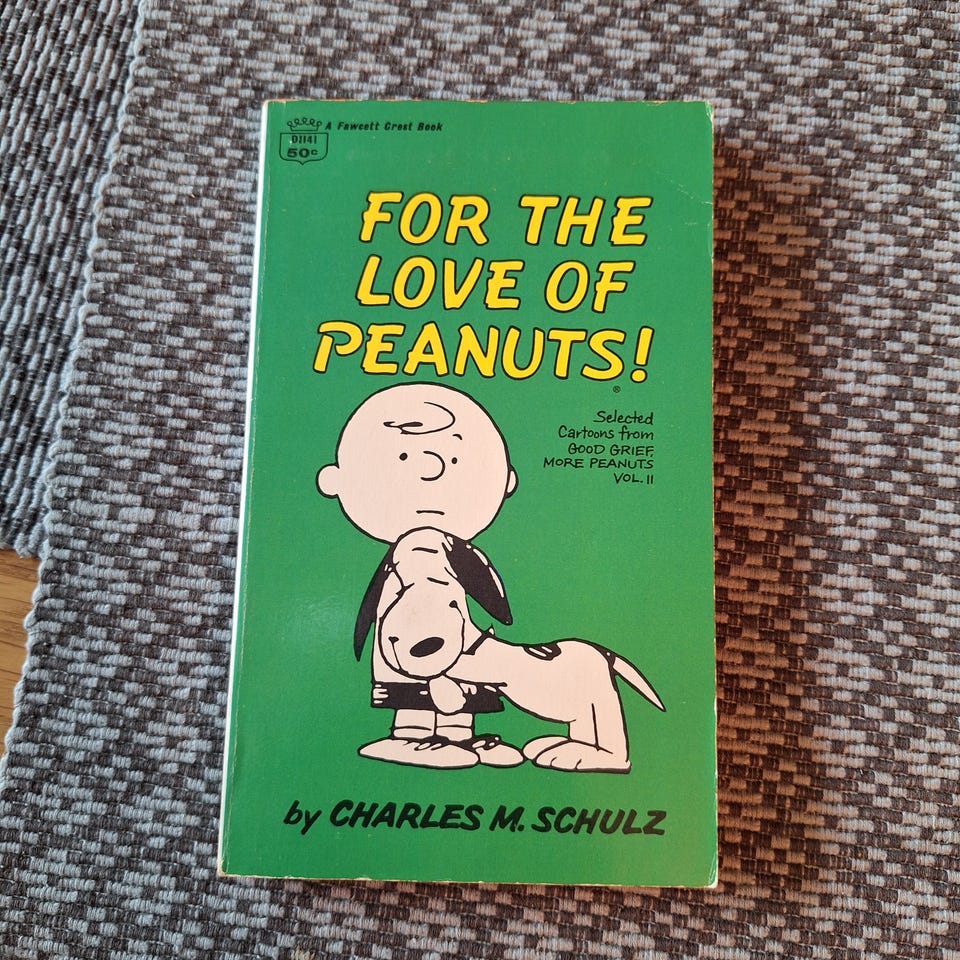 A Fawcett Crest Book
D1141
50c
FOR THE
LOVE OF
PEANUTS!
®
Selected
Cartoons from
GOOD GRIEF,
MORE PEANUTS
VOL. II
by CHARLES M. SCHULZ